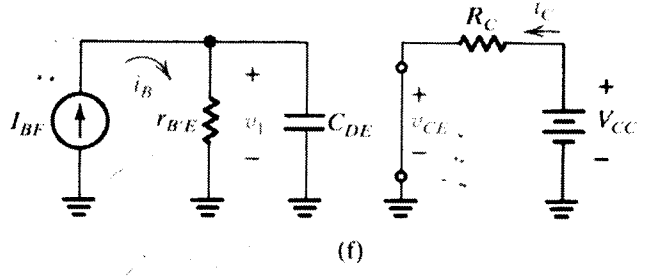 R_C
i_C
i_B
+
+
+
I_BF
r_B'E
v_1
C_DE
v_CE
V_CC
−
−
−
(f)